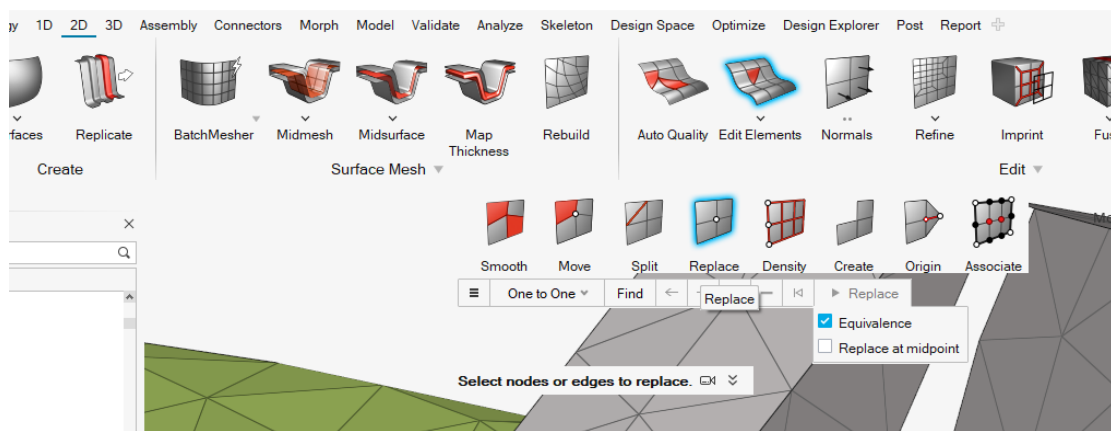 gy 1D 2D 3D Assembly Connectors Morph Model Validate Analyze Skeleton Design Space Optimize Design Explorer Post Report
rfaces Replicate BatchMesher Midmesh Midsurface Map Thickness Rebuild Auto Quality Edit Elements Normals Refine Imprint Fus
Create Surface Mesh Edit
Me
Smooth Move Split Replace Density Create Origin Associate
One to One Find Replace
Replace
Equivalence
Replace at midpoint
Select nodes or edges to replace.